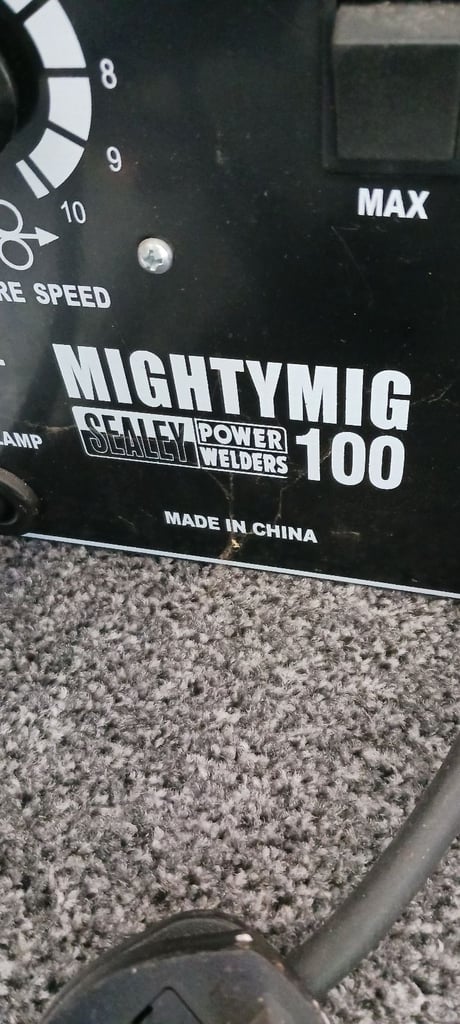 8
9
10
MAX
RE SPEED
MIGHTYMIG
SEALEY POWER WELDERS 100
AMP
MADE IN CHINA